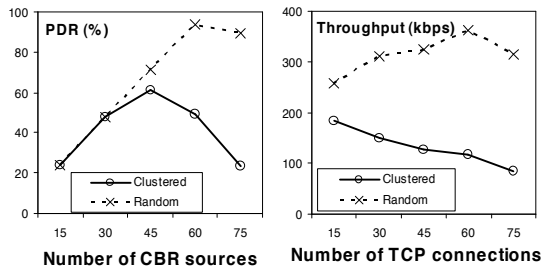 PDR (%)
100
80
60
40
20
0
Clustered
Random
15 30 45 60 75
Number of CBR sources
Throughput (kbps)
400
300
200
100
0
Clustered
Random
15 30 45 60 75
Number of TCP connections